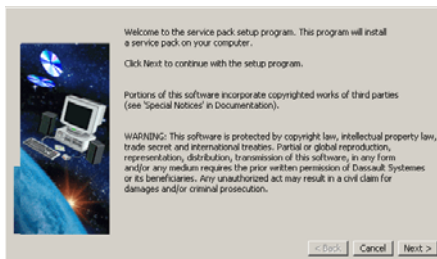 Welcome to the service pack setup program. This program will install
a service pack on your computer.
Click Next to continue with the setup program.
Portions of this software incorporate copyrighted works of third parties
(see 'Special Notices' in Documentation).
WARNING: This software is protected by copyright law, intellectual property law,
trade secret and international treaties. Partial or global reproduction,
representation, distribution, transmission of this software, in any form
and/or any medium requires the prior written permission of Dassault Systemes
or its beneficiaries. Any unauthorized act may result in a civil claim for
damages and/or criminal prosecution.
< Back Cancel Next >